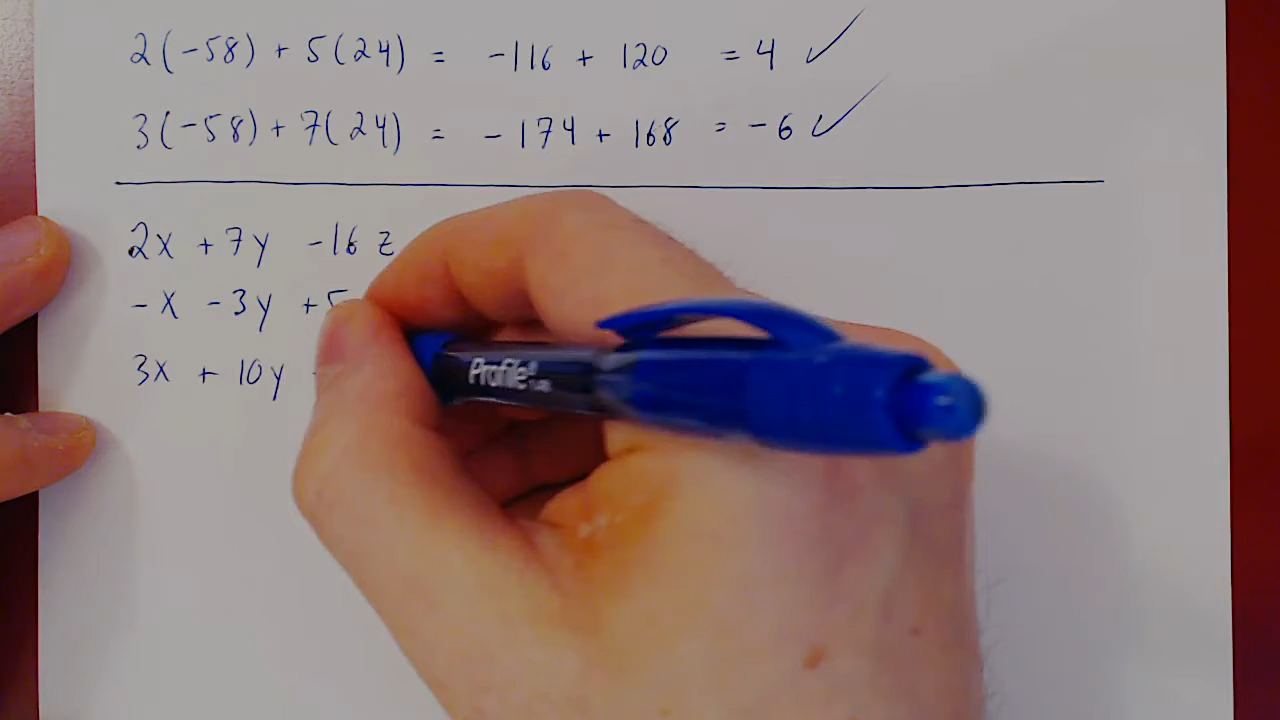 2(-58) + 5(24) = -116 + 120 = 4 ✓
3(-58) + 7(24) = -174 + 168 = -6 ✓
2x + 7y -16 z
-x -3y +5
3x + 10y
Profile